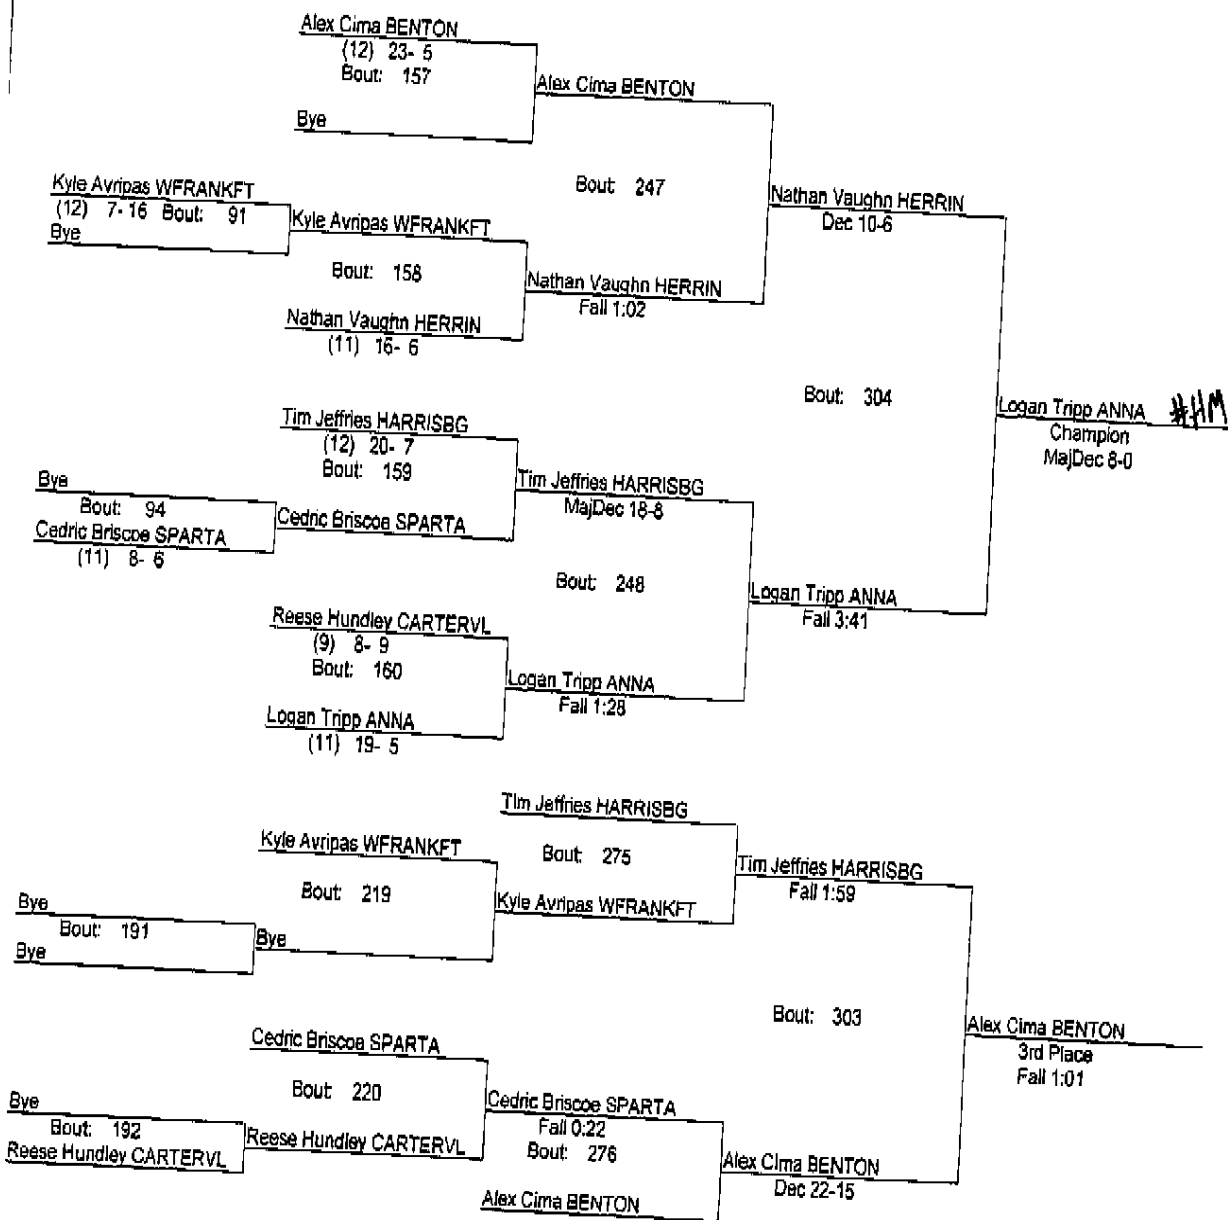 Alex Cima BENTON
(12) 23- 5
Bout: 157
Alex Cima BENTON
Bye
Bout: 247
Kyle Avripas WFRANKFT
(12) 7- 16 Bout: 91
Bye
Kyle Avripas WFRANKFT
Nathan Vaughn HERRIN
Dec 10-6
Bout: 158
Nathan Vaughn HERRIN
Fall 1:02
Nathan Vaughn HERRIN
(11) 16- 6
Bout: 304
Logan Tripp ANNA #HM
Champion
MajDec 8-0
Tim Jeffries HARRISBG
(12) 20- 7
Bout: 159
Tim Jeffries HARRISBG
MajDec 18-8
Bye
Bout: 94
Cedric Briscoe SPARTA
(11) 8- 6
Cedric Briscoe SPARTA
Bout: 248
Logan Tripp ANNA
Fall 3:41
Reese Hundley CARTERVL
(9) 8- 9
Bout: 160
Logan Tripp ANNA
Fall 1:28
Logan Tripp ANNA
(11) 19- 5
Tim Jeffries HARRISBG
Kyle Avripas WFRANKFT
Bout: 275
Tim Jeffries HARRISBG
Fall 1:59
Bout: 219
Kyle Avripas WFRANKFT
Bye
Bout: 191
Bye
Bye
Bout: 303
Alex Cima BENTON
3rd Place
Fall 1:01
Cedric Briscoe SPARTA
Bout: 220
Cedric Briscoe SPARTA
Fall 0:22
Bout: 276
Bye
Bout: 192
Reese Hundley CARTERVL
Reese Hundley CARTERVL
Alex Cima BENTON
Dec 22-15
Alex Cima BENTON